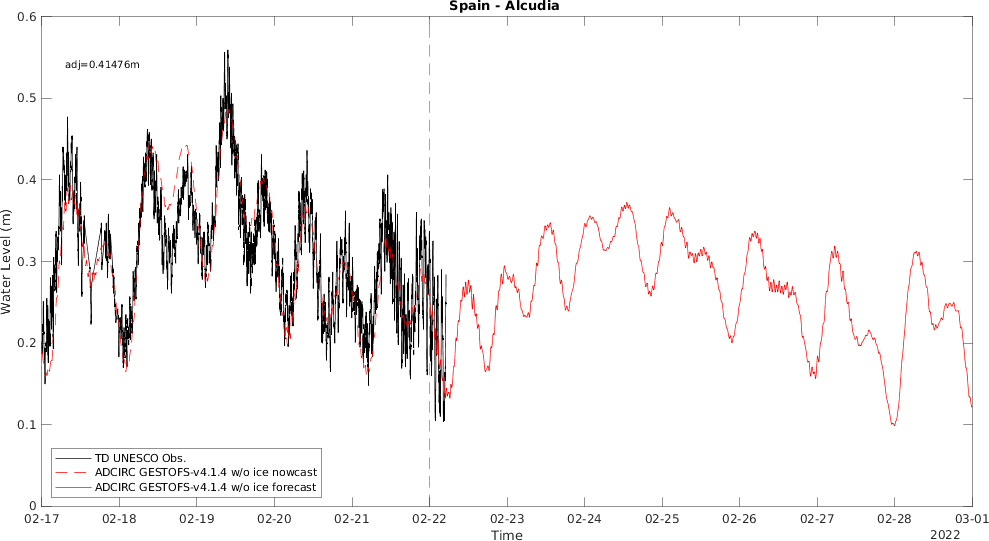 Spain - Alcudia
0.6
0.5
0.4
0.3
0.2
0.1
0
Water Level (m)
adj=0.41476m
TD UNESCO Obs.
ADCIRC GESTOFS-v4.1.4 w/o ice nowcast
ADCIRC GESTOFS-v4.1.4 w/o ice forecast
02-17 02-18 02-19 02-20 02-21 02-22 02-23 02-24 02-25 02-26 02-27 02-28 03-01
Time
2022